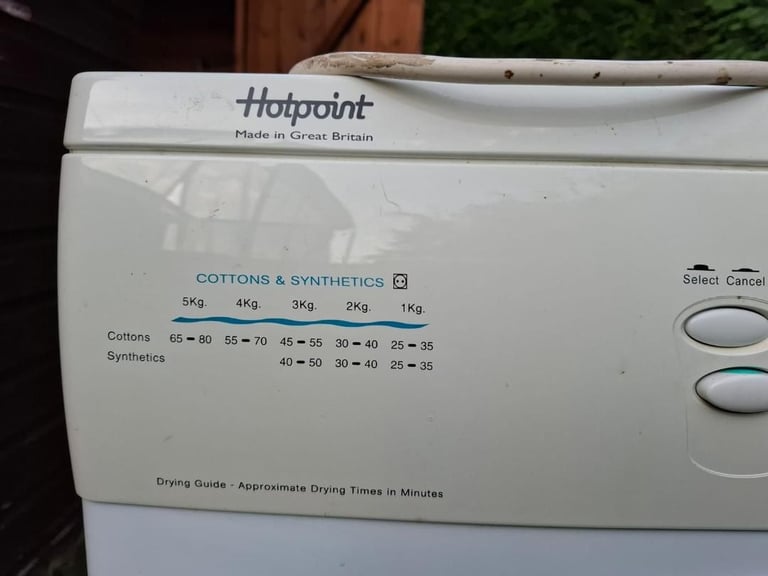 Hotpoint
Made in Great Britain
COTTONS & SYNTHETICS
5Kg. 4Kg. 3Kg. 2Kg. 1Kg.
Cottons 65 - 80 55 - 70 45 - 55 30 - 40 25 - 35
Synthetics 40 - 50 30 - 40 25 - 35
Select Cancel
Drying Guide - Approximate Drying Times in Minutes